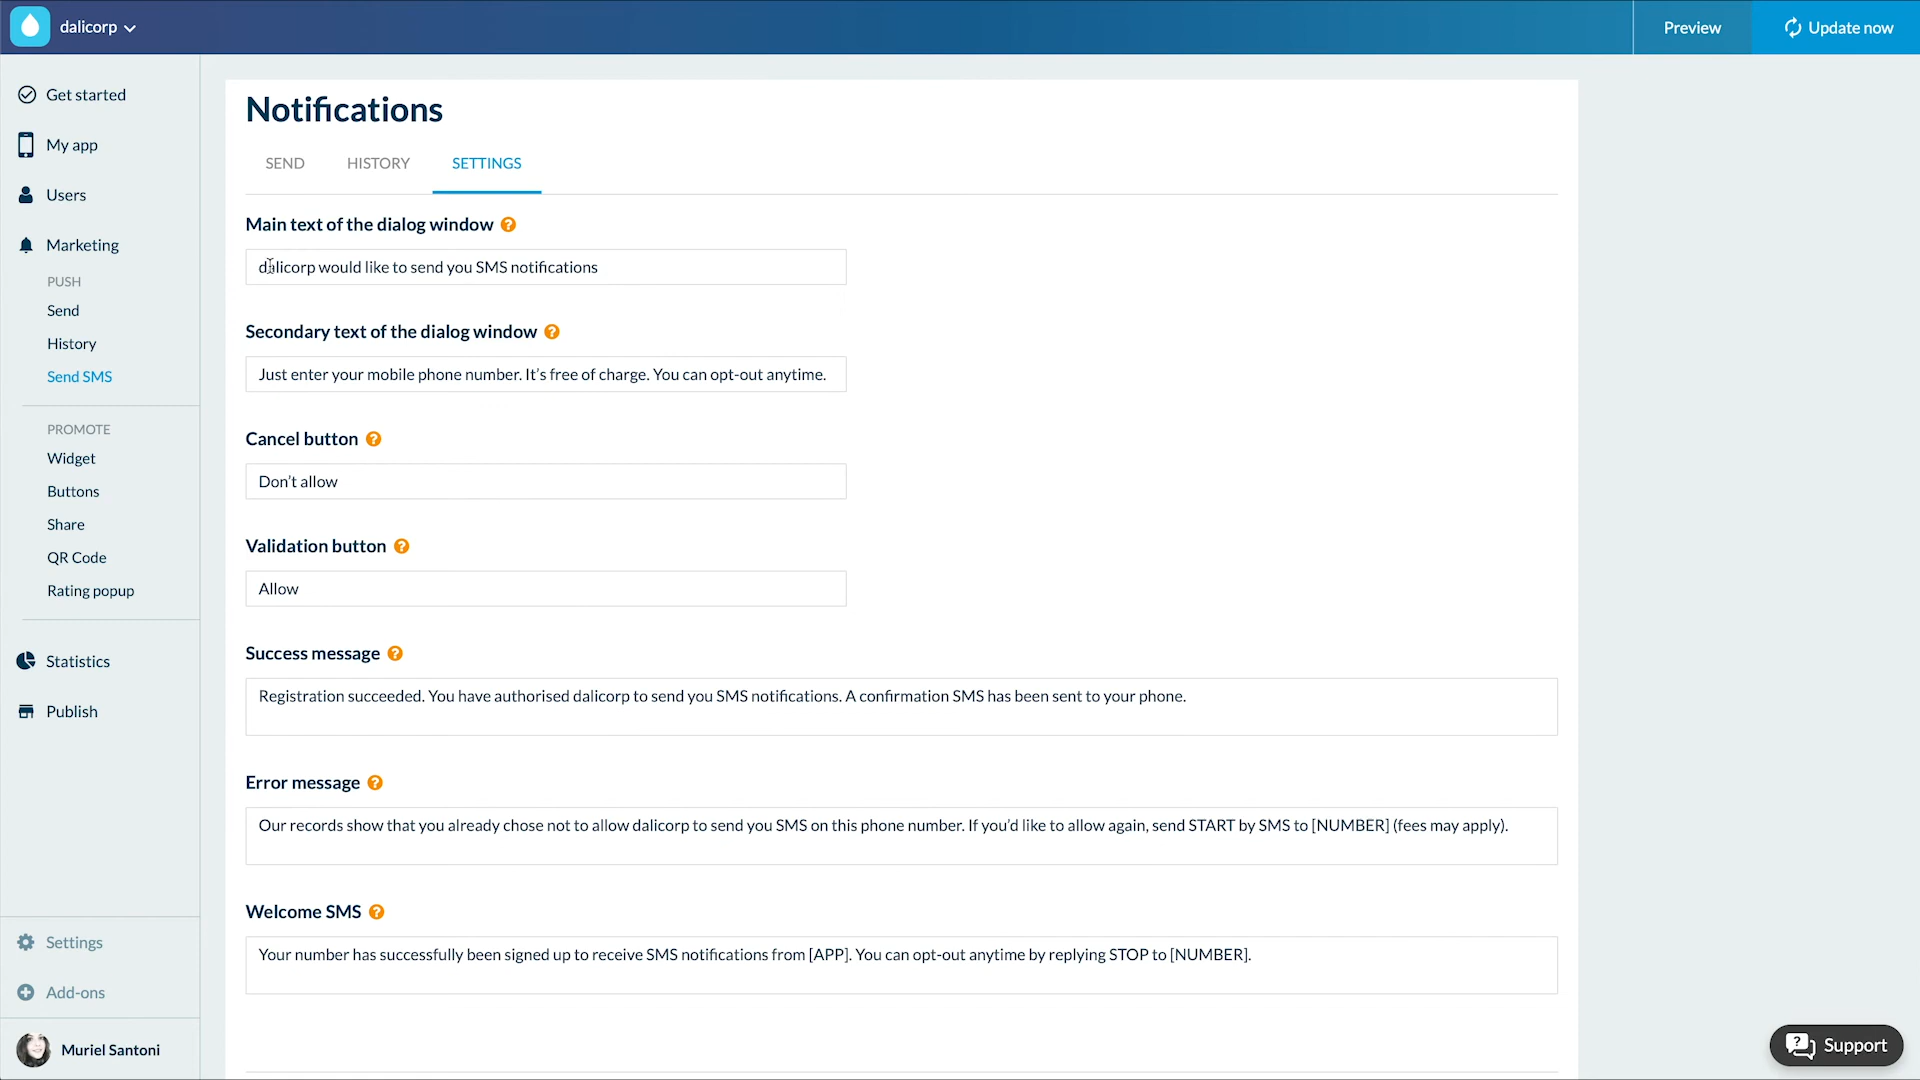 dalicorp
Preview
Update now
Get started
My app
Users
Marketing
PUSH
Send
History
Send SMS
PROMOTE
Widget
Buttons
Share
QR Code
Rating popup
Statistics
Publish
Settings
Add-ons
Muriel Santoni
Notifications
SEND HISTORY SETTINGS
Main text of the dialog window ?
dalicorp would like to send you SMS notifications
Secondary text of the dialog window ?
Just enter your mobile phone number. It's free of charge. You can opt-out anytime.
Cancel button ?
Don't allow
Validation button ?
Allow
Success message ?
Registration succeeded. You have authorised dalicorp to send you SMS notifications. A confirmation SMS has been sent to your phone.
Error message ?
Our records show that you already chose not to allow dalicorp to send you SMS on this phone number. If you'd like to allow again, send START by SMS to [NUMBER] (fees may apply).
Welcome SMS ?
Your number has successfully been signed up to receive SMS notifications from [APP]. You can opt-out anytime by replying STOP to [NUMBER].
Support